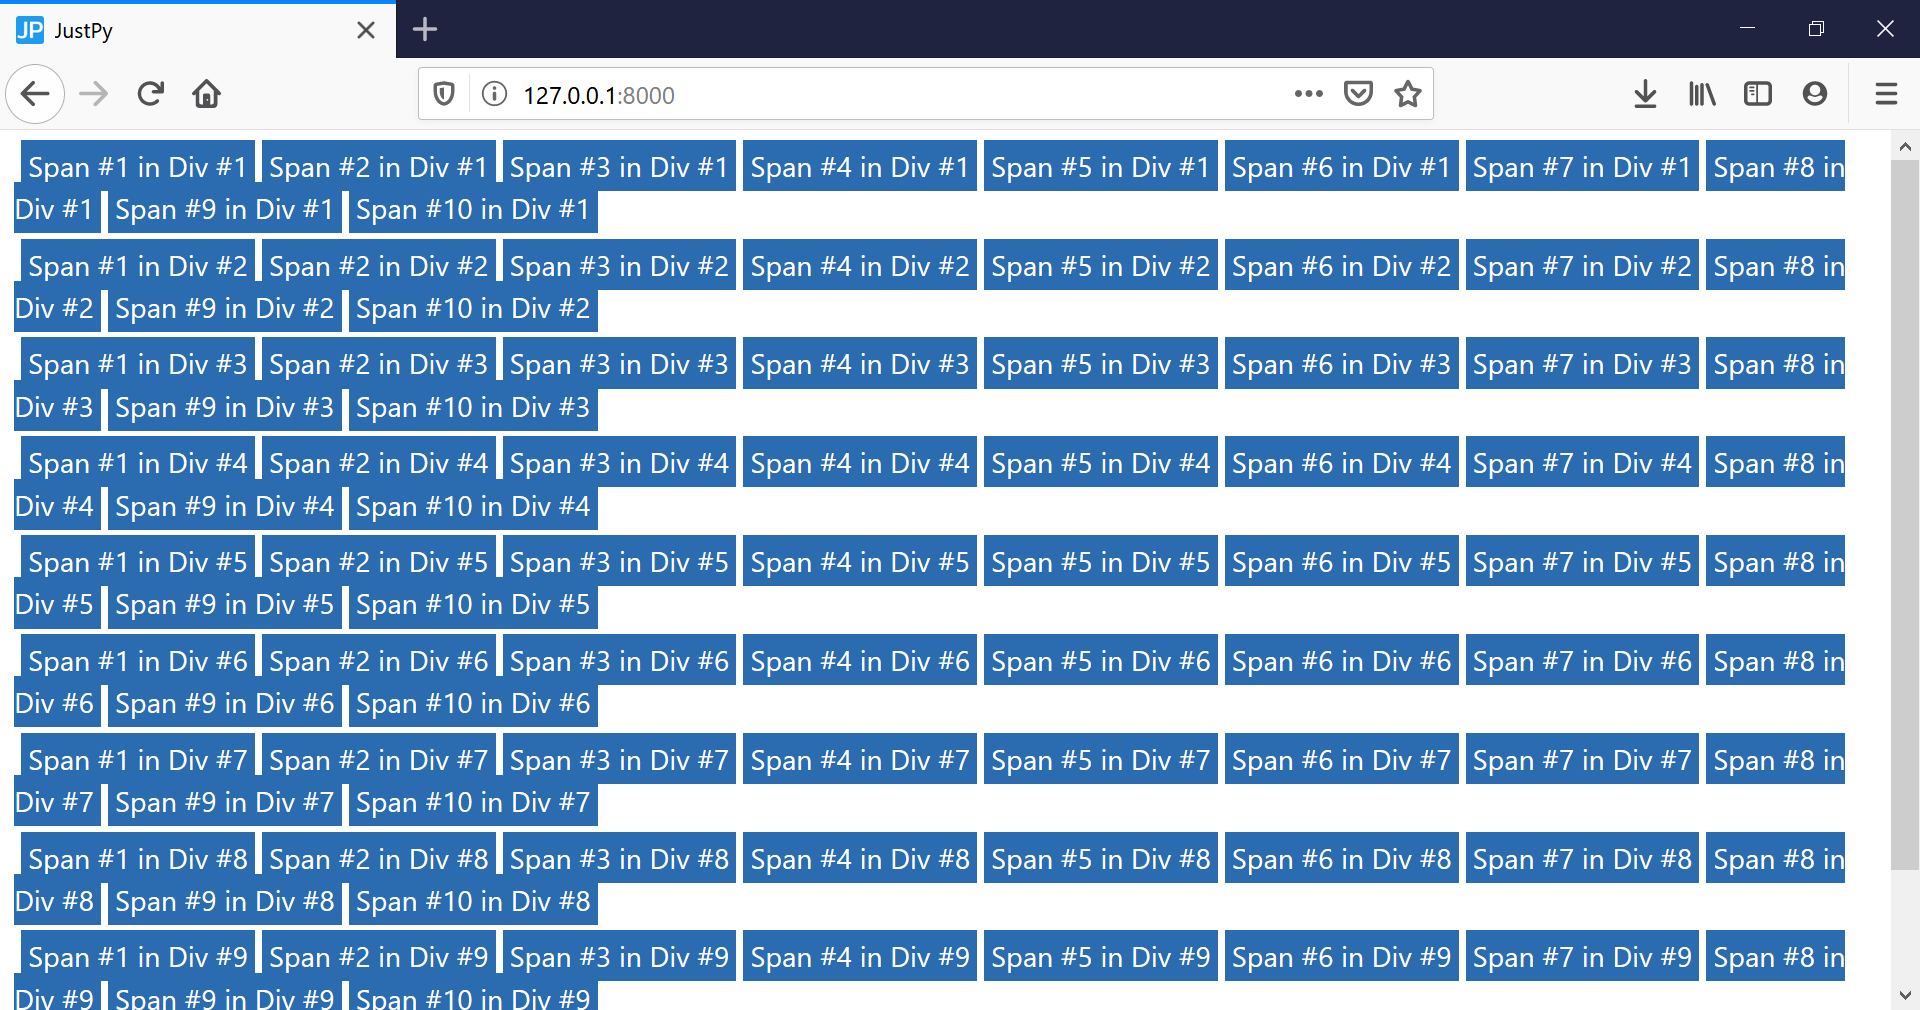 JP JustPy
127.0.0.1:8000
Span #1 in Div #1 Span #2 in Div #1 Span #3 in Div #1 Span #4 in Div #1 Span #5 in Div #1 Span #6 in Div #1 Span #7 in Div #1 Span #8 in
Div #1 Span #9 in Div #1 Span #10 in Div #1
Span #1 in Div #2 Span #2 in Div #2 Span #3 in Div #2 Span #4 in Div #2 Span #5 in Div #2 Span #6 in Div #2 Span #7 in Div #2 Span #8 in
Div #2 Span #9 in Div #2 Span #10 in Div #2
Span #1 in Div #3 Span #2 in Div #3 Span #3 in Div #3 Span #4 in Div #3 Span #5 in Div #3 Span #6 in Div #3 Span #7 in Div #3 Span #8 in
Div #3 Span #9 in Div #3 Span #10 in Div #3
Span #1 in Div #4 Span #2 in Div #4 Span #3 in Div #4 Span #4 in Div #4 Span #5 in Div #4 Span #6 in Div #4 Span #7 in Div #4 Span #8 in
Div #4 Span #9 in Div #4 Span #10 in Div #4
Span #1 in Div #5 Span #2 in Div #5 Span #3 in Div #5 Span #4 in Div #5 Span #5 in Div #5 Span #6 in Div #5 Span #7 in Div #5 Span #8 in
Div #5 Span #9 in Div #5 Span #10 in Div #5
Span #1 in Div #6 Span #2 in Div #6 Span #3 in Div #6 Span #4 in Div #6 Span #5 in Div #6 Span #6 in Div #6 Span #7 in Div #6 Span #8 in
Div #6 Span #9 in Div #6 Span #10 in Div #6
Span #1 in Div #7 Span #2 in Div #7 Span #3 in Div #7 Span #4 in Div #7 Span #5 in Div #7 Span #6 in Div #7 Span #7 in Div #7 Span #8 in
Div #7 Span #9 in Div #7 Span #10 in Div #7
Span #1 in Div #8 Span #2 in Div #8 Span #3 in Div #8 Span #4 in Div #8 Span #5 in Div #8 Span #6 in Div #8 Span #7 in Div #8 Span #8 in
Div #8 Span #9 in Div #8 Span #10 in Div #8
Span #1 in Div #9 Span #2 in Div #9 Span #3 in Div #9 Span #4 in Div #9 Span #5 in Div #9 Span #6 in Div #9 Span #7 in Div #9 Span #8 in
Div #9 Span #9 in Div #9 Span #10 in Div #9